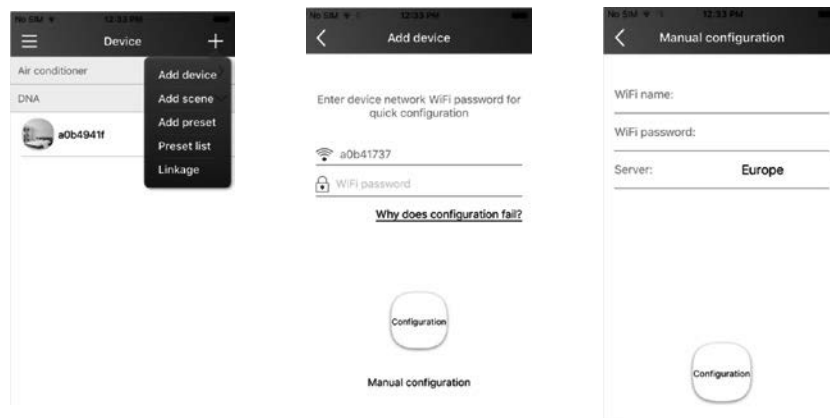 No SIM 12:33 PM
Device
+
Air conditioner
DNA
a0b4941f
Add device
Add scene
Add preset
Preset list
Linkage
No SIM 12:33 PM
Add device
Enter device network WiFi password for
quick configuration
a0b41737
WiFi password
Why does configuration fail?
Configuration
Manual configuration
No SIM 12:33 PM
Manual configuration
WiFi name:
WiFi password:
Server: Europe
Configuration